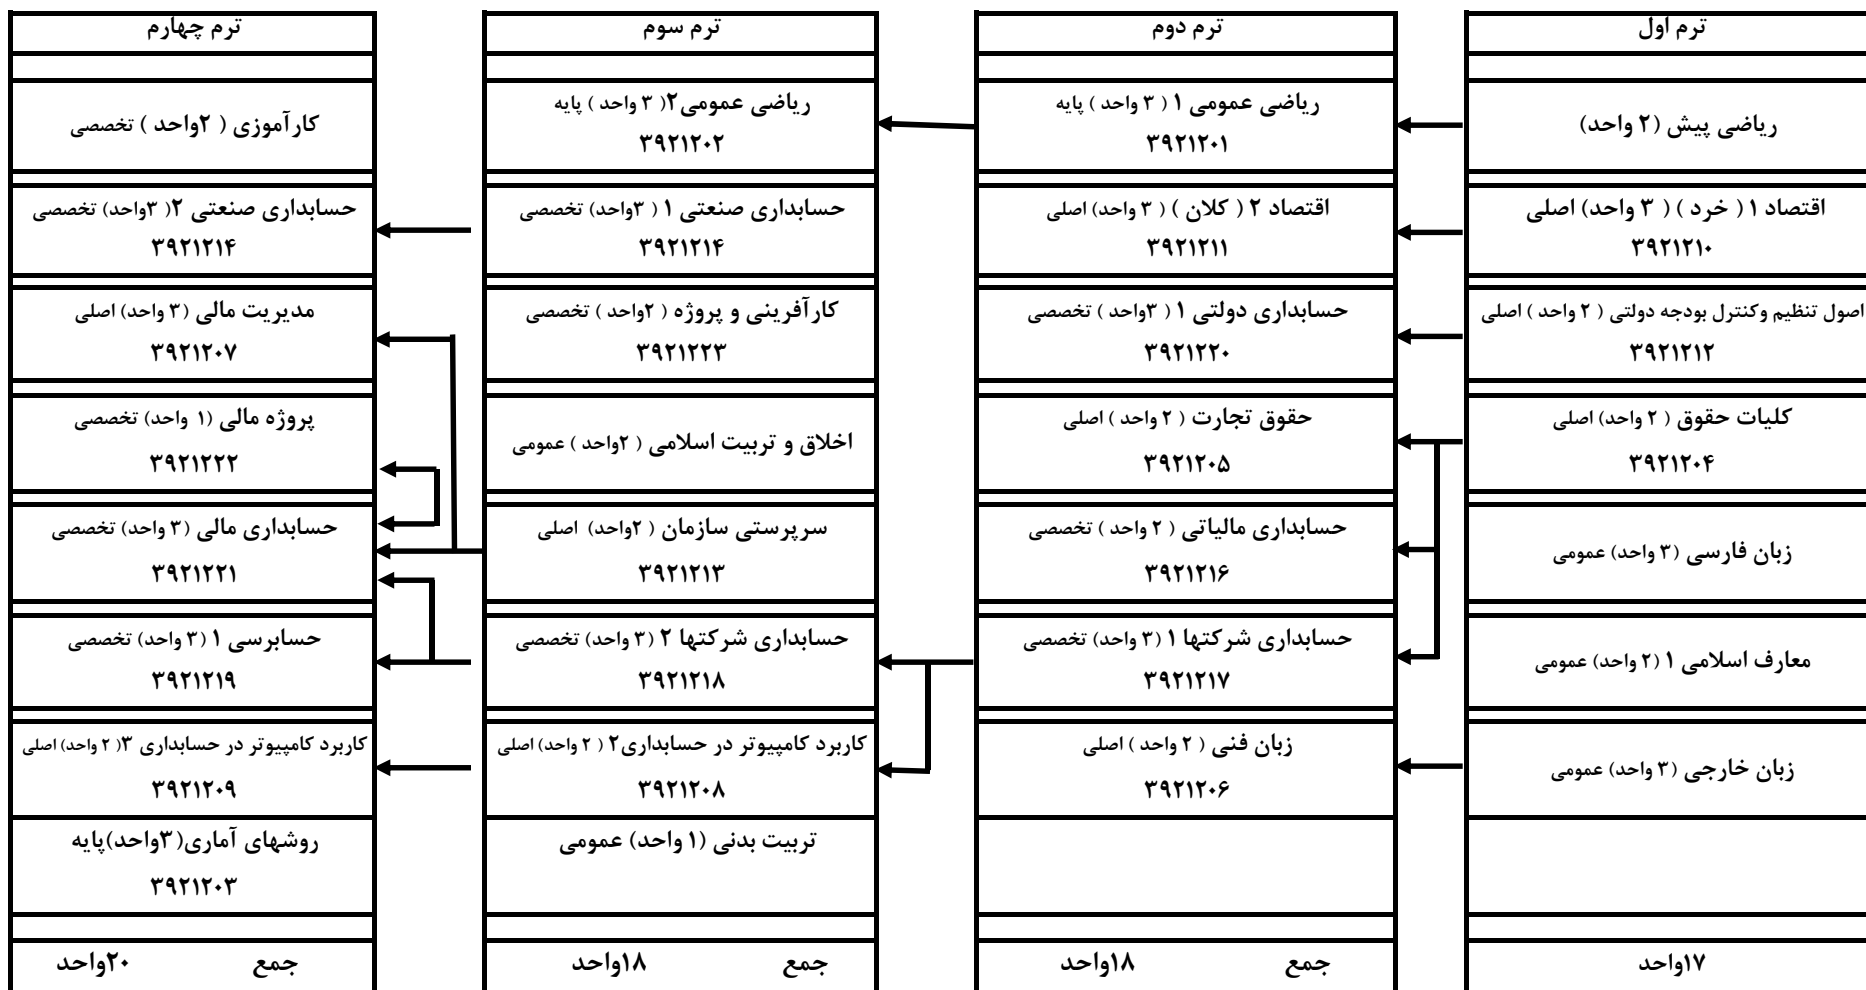 ترم اول
ریاضی پیش (۲ واحد)
اقتصاد ۱ ( خرد ) ( ۳ واحد) اصلی
۳۹۲۱۲۱۰
اصول تنظیم وکنترل بودجه دولتی ( ۲ واحد ) اصلی
۳۹۲۱۲۱۲
کلیات حقوق ( ۲ واحد) اصلی
۳۹۲۱۲۰۴
زبان فارسی (۳ واحد) عمومی
معارف اسلامی ۱ (۲ واحد) عمومی
زبان خارجی (۳ واحد) عمومی
۱۷واحد
ترم دوم
ریاضی عمومی ۱ ( ۳ واحد ) پایه
۳۹۲۱۲۰۱
اقتصاد ۲ ( کلان ) ( ۳ واحد) اصلی
۳۹۲۱۲۱۱
حسابداری دولتی ۱ ( ۳واحد) تخصصی
۳۹۲۱۲۲۰
حقوق تجارت ( ۲ واحد ) اصلی
۳۹۲۱۲۰۵
حسابداری مالیاتی ( ۲ واحد ) تخصصی
۳۹۲۱۲۱۶
حسابداری شرکتها ۱ (۳ واحد) تخصصی
۳۹۲۱۲۱۷
زبان فنی ( ۲ واحد ) اصلی
۳۹۲۱۲۰۶
جمع ۱۸واحد
ترم سوم
ریاضی عمومی۲( ۳ واحد ) پایه
۳۹۲۱۲۰۲
حسابداری صنعتی ۱ ( ۳واحد) تخصصی
۳۹۲۱۲۱۴
کارآفرینی و پروژه ( ۲واحد ) تخصصی
۳۹۲۱۲۲۳
اخلاق و تربیت اسلامی ( ۲واحد ) عمومی
سرپرستی سازمان ( ۲واحد) اصلی
۳۹۲۱۲۱۳
حسابداری شرکتها ۲ (۳ واحد) تخصصی
۳۹۲۱۲۱۸
کاربرد کامپیوتر در حسابداری۲ ( ۲ واحد) اصلی
۳۹۲۱۲۰۸
تربیت بدنی (۱ واحد) عمومی
جمع ۱۸واحد
ترم چهارم
کارآموزی ( ۲واحد ) تخصصی
حسابداری صنعتی ۲( ۳واحد) تخصصی
۳۹۲۱۲۱۴
مدیریت مالی (۳ واحد) اصلی
۳۹۲۱۲۰۷
پروژه مالی (۱ واحد) تخصصی
۳۹۲۱۲۲۲
حسابداری مالی (۳ واحد) تخصصی
۳۹۲۱۲۲۱
حسابرسی ۱ (۳ واحد) تخصصی
۳۹۲۱۲۱۹
کاربرد کامپیوتر در حسابداری ۳( ۲ واحد) اصلی
۳۹۲۱۲۰۹
روشهای آماری(۳واحد)پایه
۳۹۲۱۲۰۳
جمع ۲۰واحد